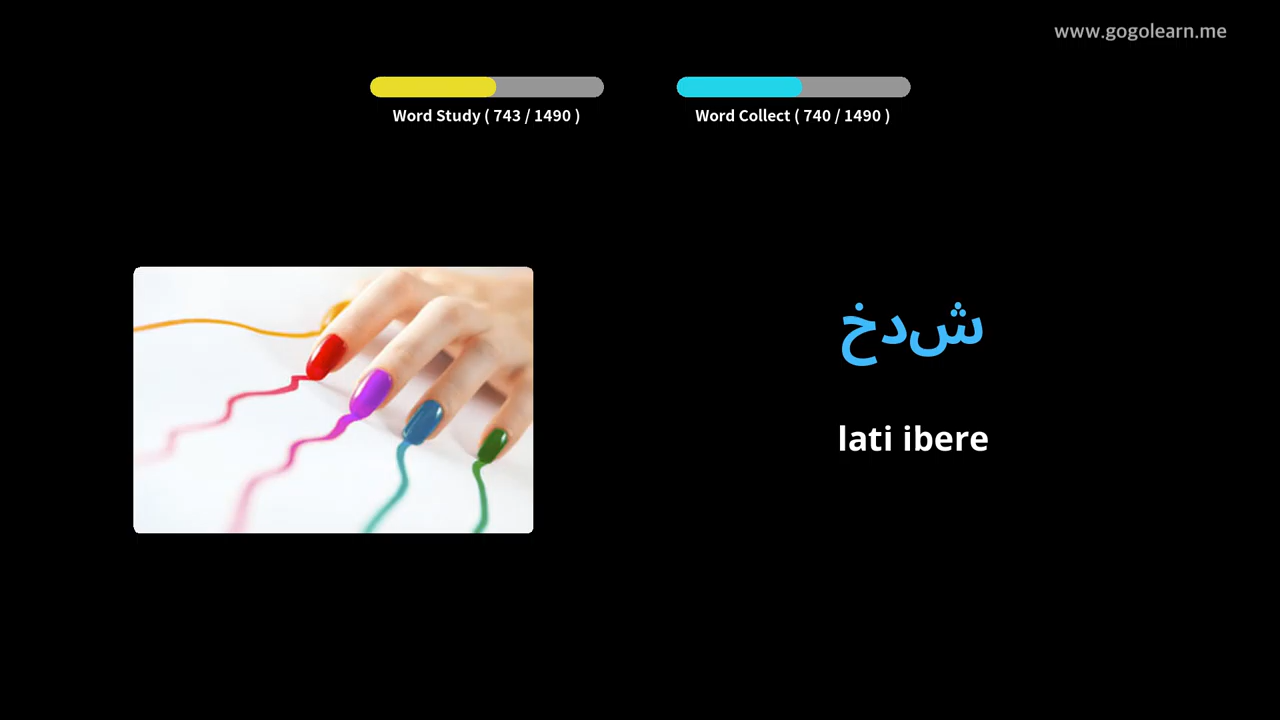 www.gogolearn.me
Word Study ( 743 / 1490 )
Word Collect ( 740 / 1490 )
شدخ
lati ibere